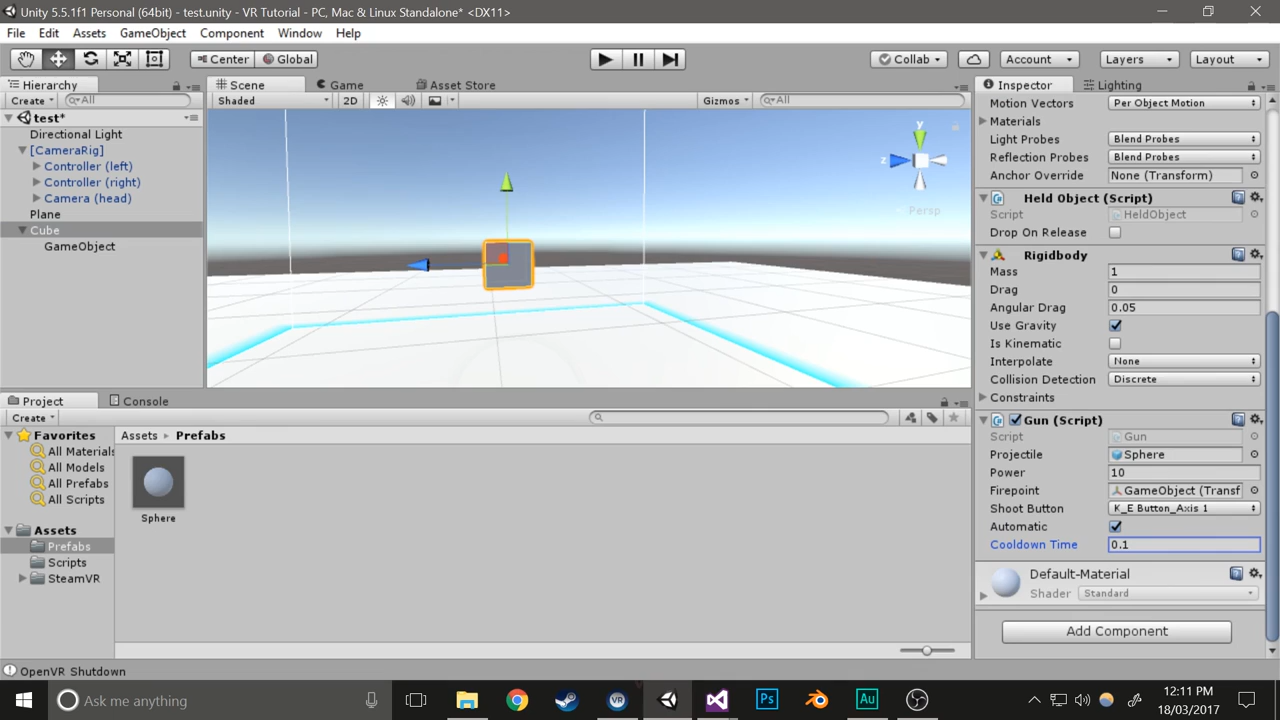 Unity 5.5.1f1 Personal (64bit) - test.unity - VR Tutorial - PC, Mac & Linux Standalone* <DX11>
File Edit Assets GameObject Component Window Help
Center Global Collab Account Layers Layout
Hierarchy
Create All
test*
Directional Light
[CameraRig]
Controller (left)
Controller (right)
Camera (head)
Plane
Cube
GameObject
Scene Game Asset Store
Shaded 2D Gizmos All
y
z
Persp
Inspector Lighting
Motion Vectors Per Object Motion
Materials
Light Probes Blend Probes
Reflection Probes Blend Probes
Anchor Override None (Transform)
Held Object (Script)
Script HeldObject
Drop On Release
Rigidbody
Mass 1
Drag 0
Angular Drag 0.05
Use Gravity
Is Kinematic
Interpolate None
Collision Detection Discrete
Constraints
Gun (Script)
Script Gun
Projectile Sphere
Power 10
Firepoint GameObject (Transf
Shoot Button K_E Button_Axis 1
Automatic
Cooldown Time 0.1
Default-Material
Shader Standard
Add Component
Project Console
Create
Favorites
All Materials
All Models
All Prefabs
All Scripts
Assets
Prefabs
Scripts
SteamVR
Assets Prefabs
Sphere
OpenVR Shutdown
Ask me anything
12:11 PM
18/03/2017